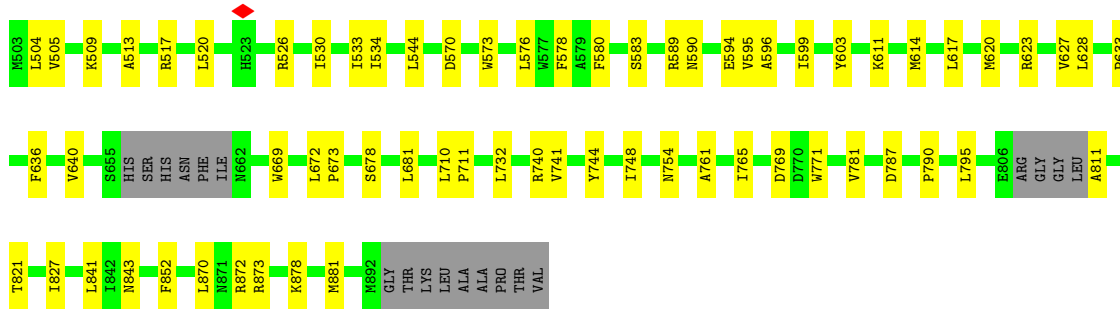 M503 L504 V505 K509 A513 R517 L520 H523 R526 I530 I533 I534 L544 D570 W573 L576 W577 F578 A579 F580 S583 R589 N590 E594 V595 A596 I599 Y603 K611 M614 L617 M620 R623 V627 L628
F636 V640 S655 HIS SER HIS ASN PHE ILE N662 W669 L672 P673 S678 L681 L710 P711 L732 R740 V741 Y744 I748 N754 A761 I765 D769 D770 W771 V781 D787 P790 L795 E806 ARG GLY GLY LEU A811
T821 I827 L841 I842 N843 F852 L870 N871 R872 R873 K878 M881 M892 GLY THR LYS LEU ALA ALA PRO THR VAL